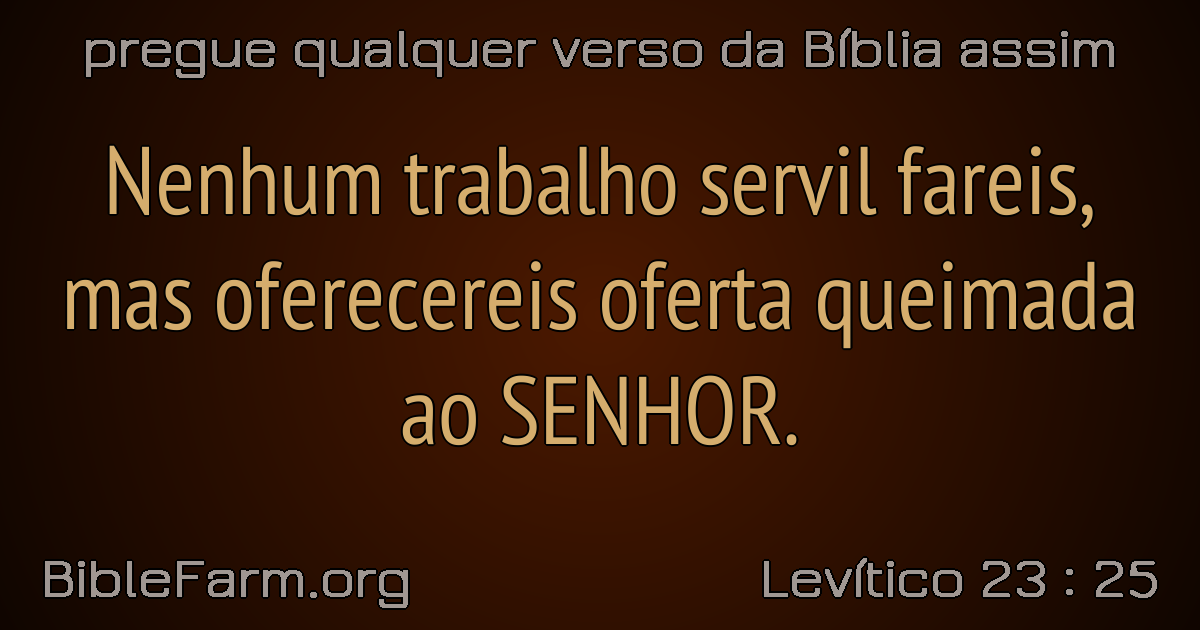 pregue qualquer verso da Bíblia assim
Nenhum trabalho servil fareis,
mas oferecereis oferta queimada
ao SENHOR.
BibleFarm.org
Levítico 23 : 25